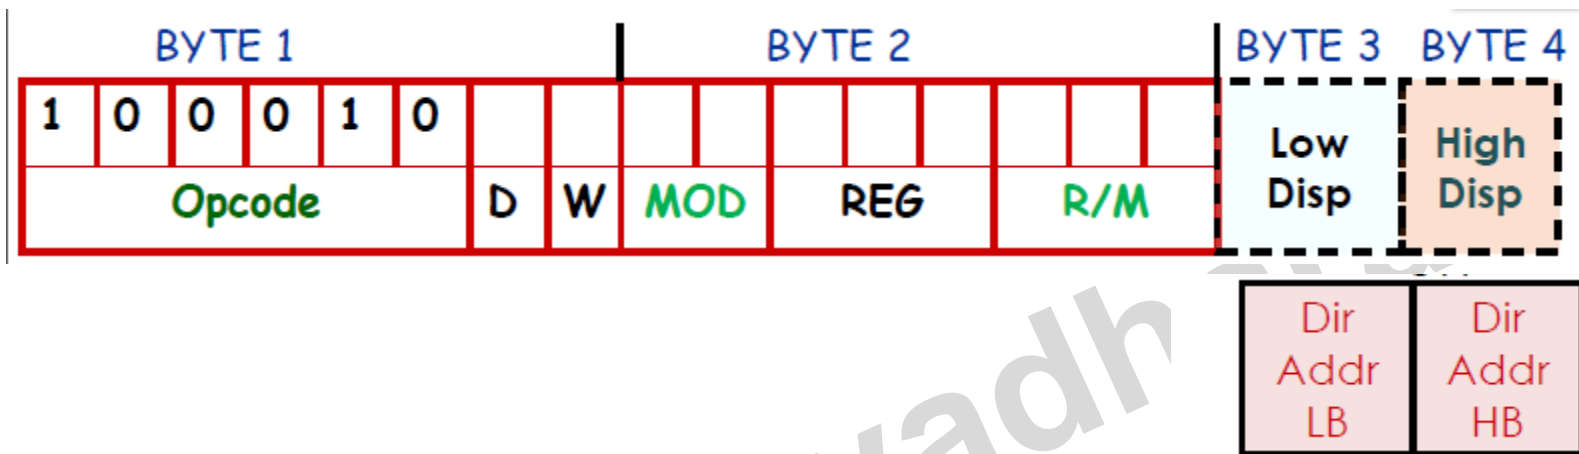 BYTE 1 BYTE 2 BYTE 3 BYTE 4
1 0 0 0 1 0
Low High
Disp Disp
Opcode D W MOD REG R/M
Dir Dir
Addr Addr
LB HB